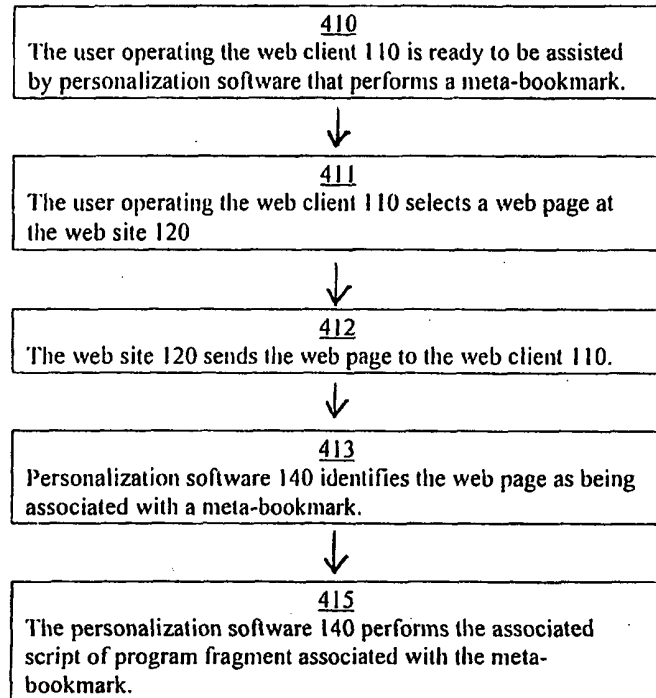 410
The user operating the web client 110 is ready to be assisted
by personalization software that performs a meta-bookmark.
411
The user operating the web client 110 selects a web page at
the web site 120
412
The web site 120 sends the web page to the web client 110.
413
Personalization software 140 identifies the web page as being
associated with a meta-bookmark.
415
The personalization software 140 performs the associated
script of program fragment associated with the meta-
bookmark.